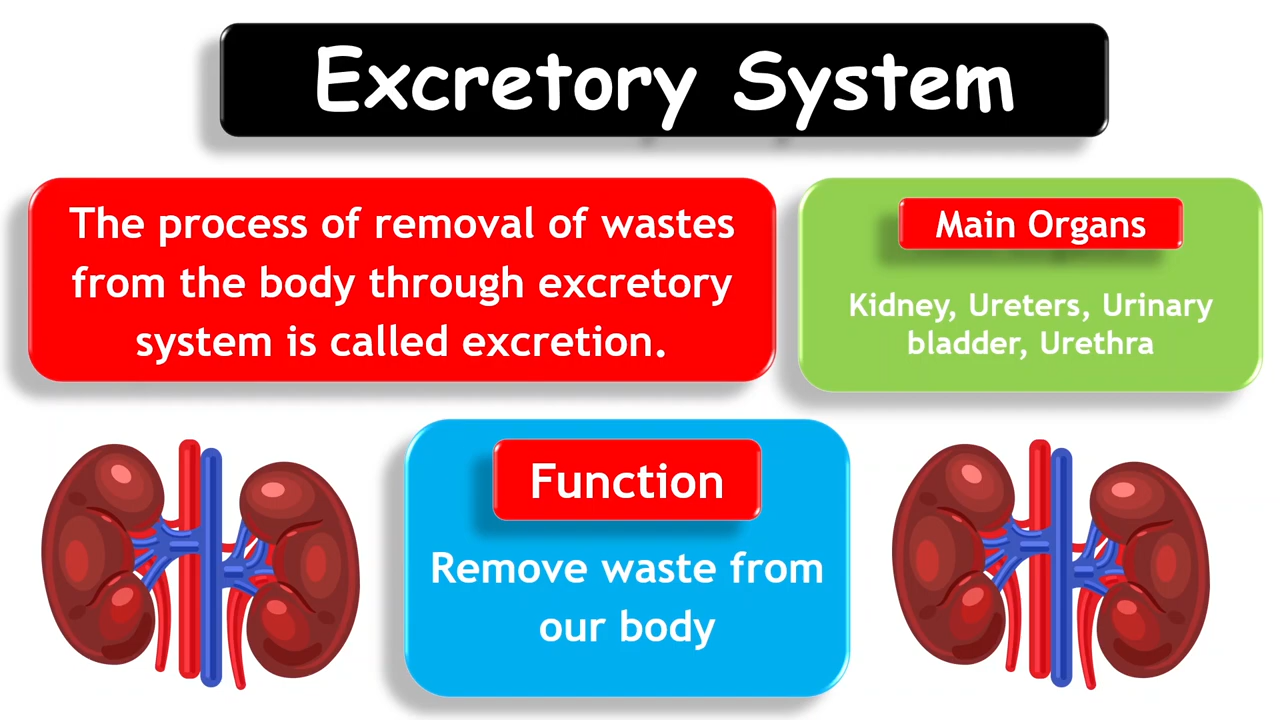 Excretory System
The process of removal of wastes
from the body through excretory
system is called excretion.
Main Organs
Kidney, Ureters, Urinary
bladder, Urethra
Function
Remove waste from
our body